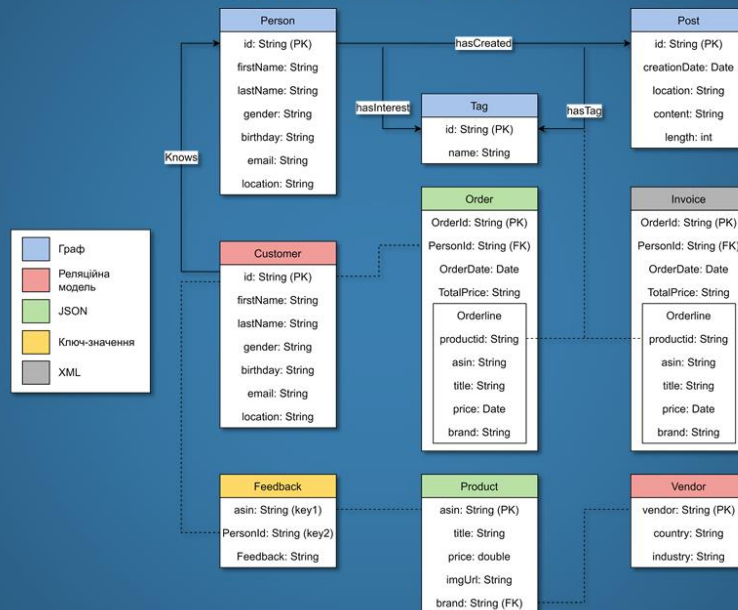 Person
id: String (PK)
firstName: String
lastName: String
gender: String
birthday: String
email: String
location: String
hasCreated
Post
id: String (PK)
creationDate: Date
location: String
content: String
length: int
hasInterest
Tag
id: String (PK)
name: String
hasTag
Knows
Граф
Реляційна
модель
JSON
Ключ-значення
XML
Customer
id: String (PK)
firstName: String
lastName: String
gender: String
birthday: String
email: String
location: String
Order
OrderId: String (PK)
PersonId: String (FK)
OrderDate: Date
TotalPrice: String
Orderline
productid: String
asin: String
title: String
price: Date
brand: String
Invoice
OrderId: String (PK)
PersonId: String (FK)
OrderDate: Date
TotalPrice: String
Orderline
productid: String
asin: String
title: String
price: Date
brand: String
Feedback
asin: String (key1)
PersonId: String (key2)
Feedback: String
Product
asin: String (PK)
title: String
price: double
imgUrl: String
brand: String (FK)
Vendor
vendor: String (PK)
country: String
industry: String